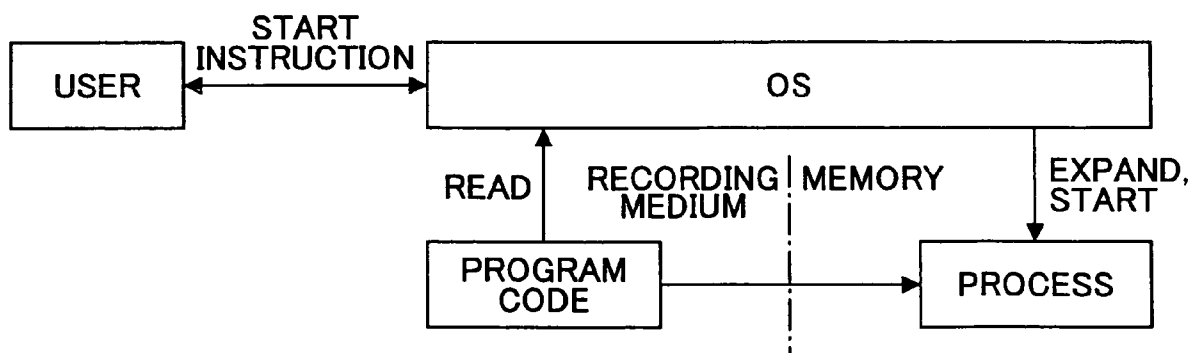 START
INSTRUCTION
USER
OS
READ
RECORDING
MEDIUM
MEMORY
EXPAND,
START
PROGRAM
CODE
PROCESS